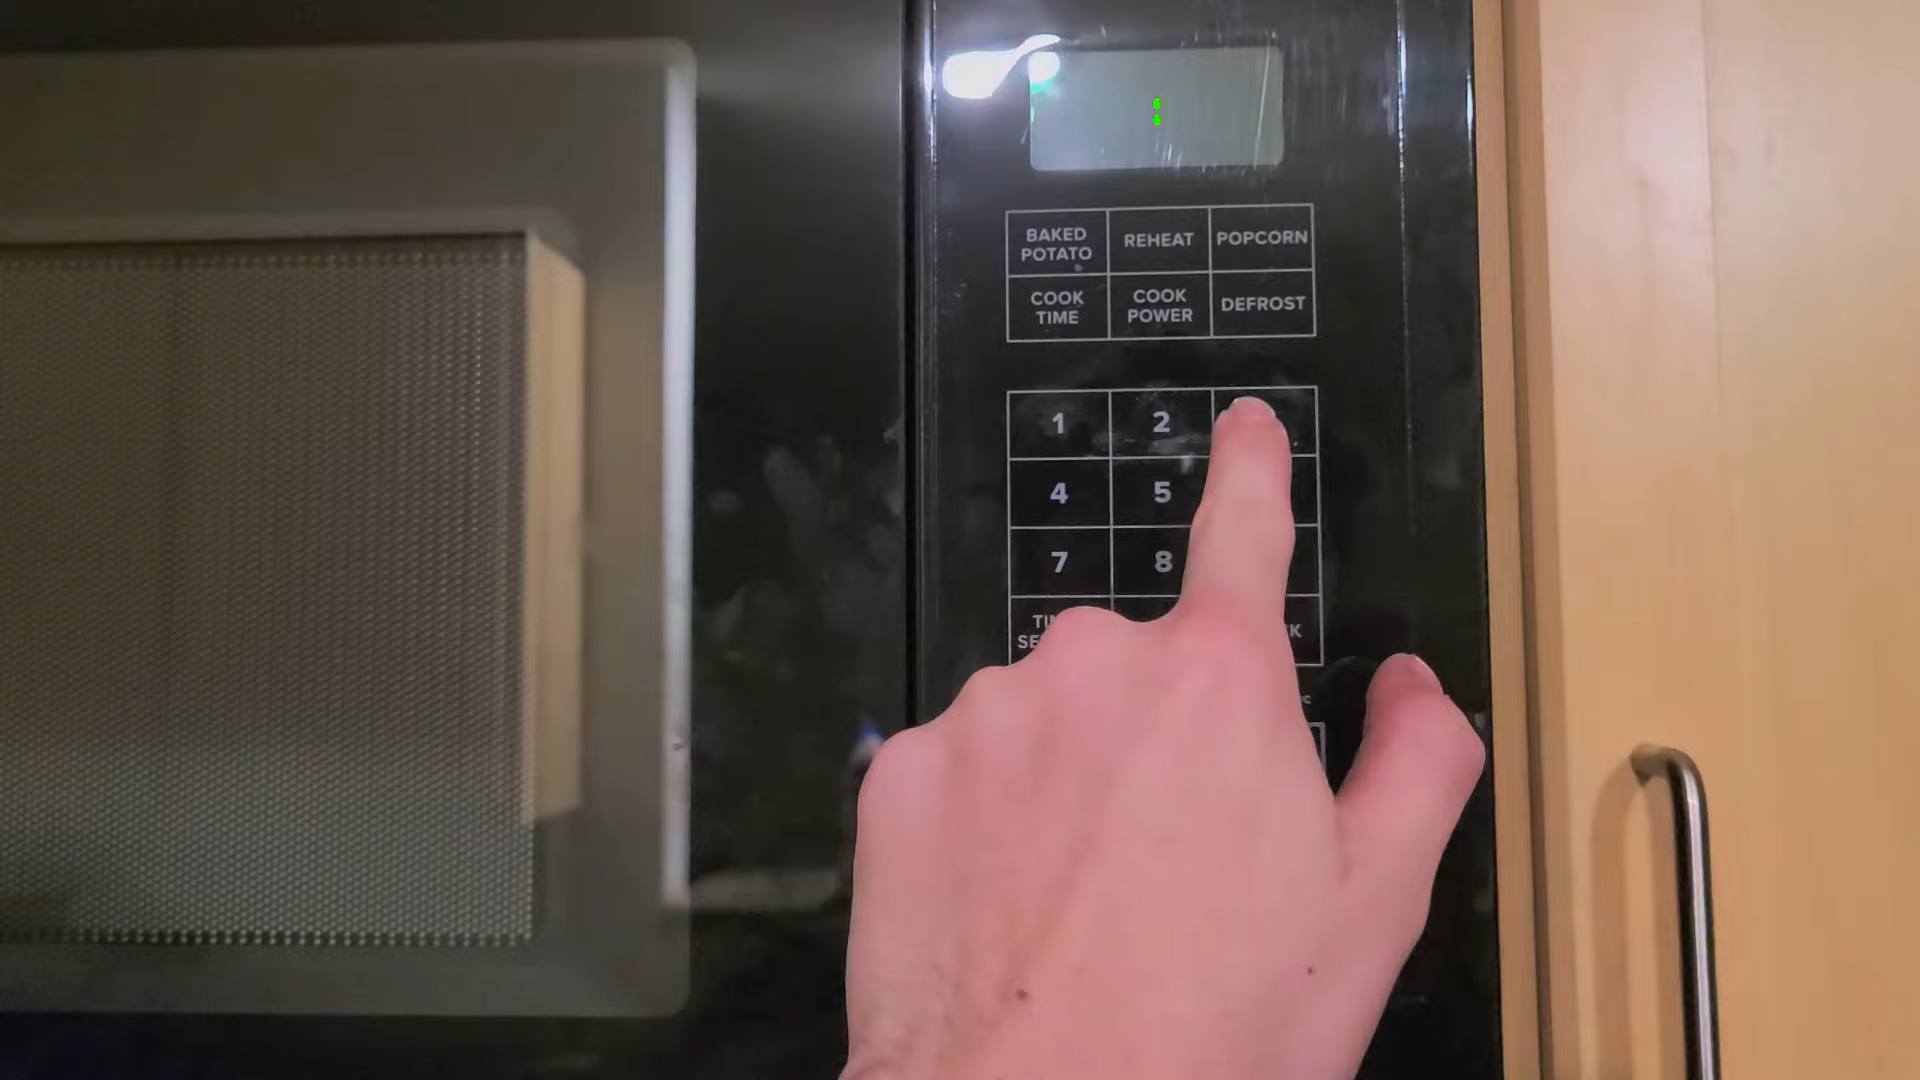 :
BAKED
POTATO
REHEAT
POPCORN
COOK
TIME
COOK
POWER
DEFROST
1
2
4
5
7
8